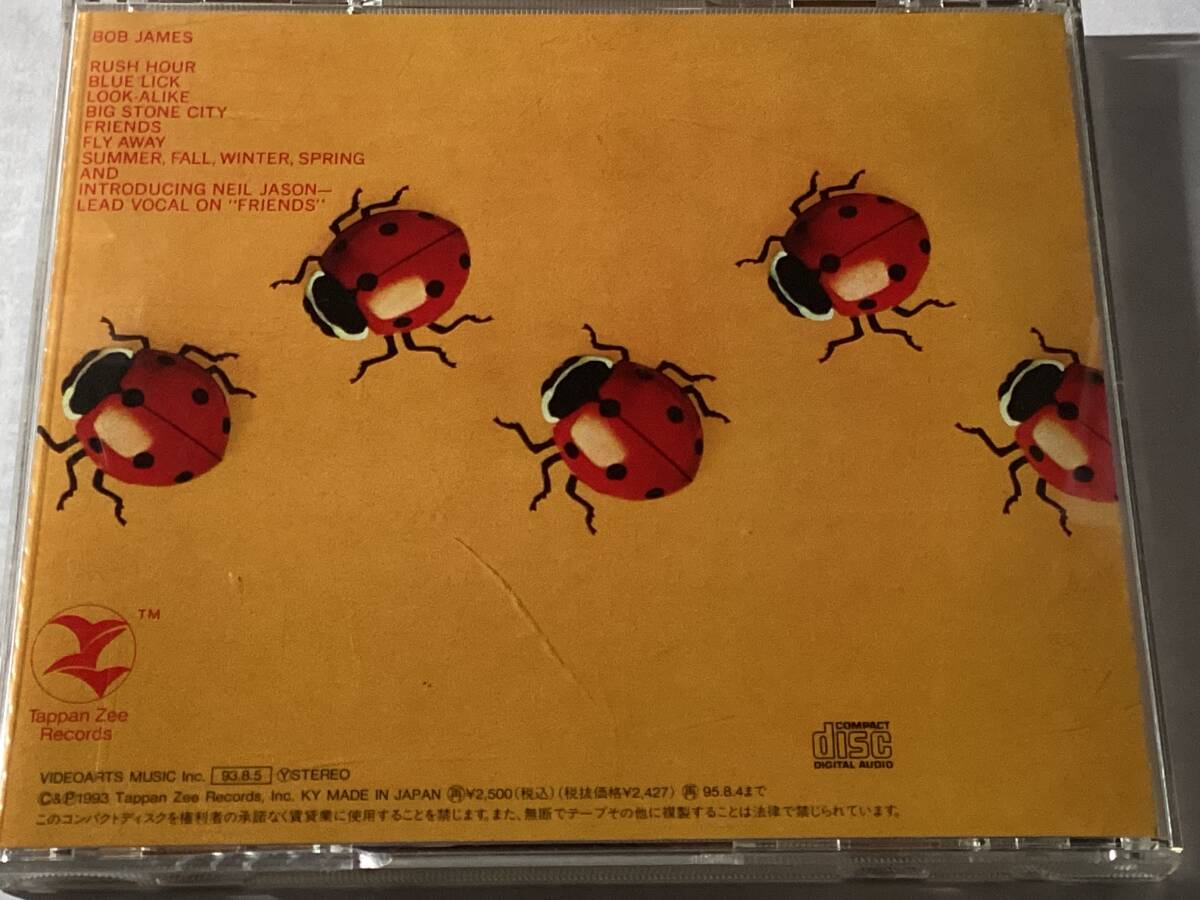 BOB JAMES
RUSH HOUR
BLUE LICK
LOOK-ALIKE
BIG STONE CITY
FRIENDS
FLY AWAY
SUMMER, FALL, WINTER, SPRING
AND
INTRODUCING NEIL JASON—
LEAD VOCAL ON "FRIENDS"
TM
Tappan Zee
Records
COMPACT
disc
DIGITAL AUDIO
VIDEOARTS MUSIC Inc. 93.8.5 ⓎSTEREO
©&℗1993 Tappan Zee Records, Inc. KY MADE IN JAPAN ㊢¥2,500(税込)(税抜価格¥2,427) ㊢ 95.8.4まで
このコンパクトディスクを権利者の承諾なく賃貸業に使用することを禁じます。また、無断でテープその他に複製することは法律で禁じられています。